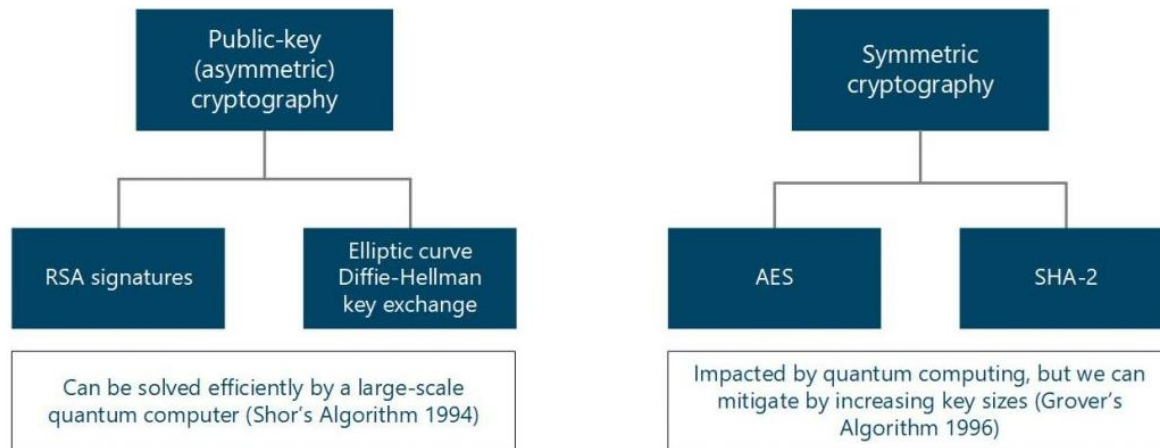 Public-key
(asymmetric)
cryptography
Symmetric
cryptography
RSA signatures
Elliptic curve
Diffie-Hellman
key exchange
AES
SHA-2
Can be solved efficiently by a large-scale
quantum computer (Shor’s Algorithm 1994)
Impacted by quantum computing, but we can
mitigate by increasing key sizes (Grover’s
Algorithm 1996)